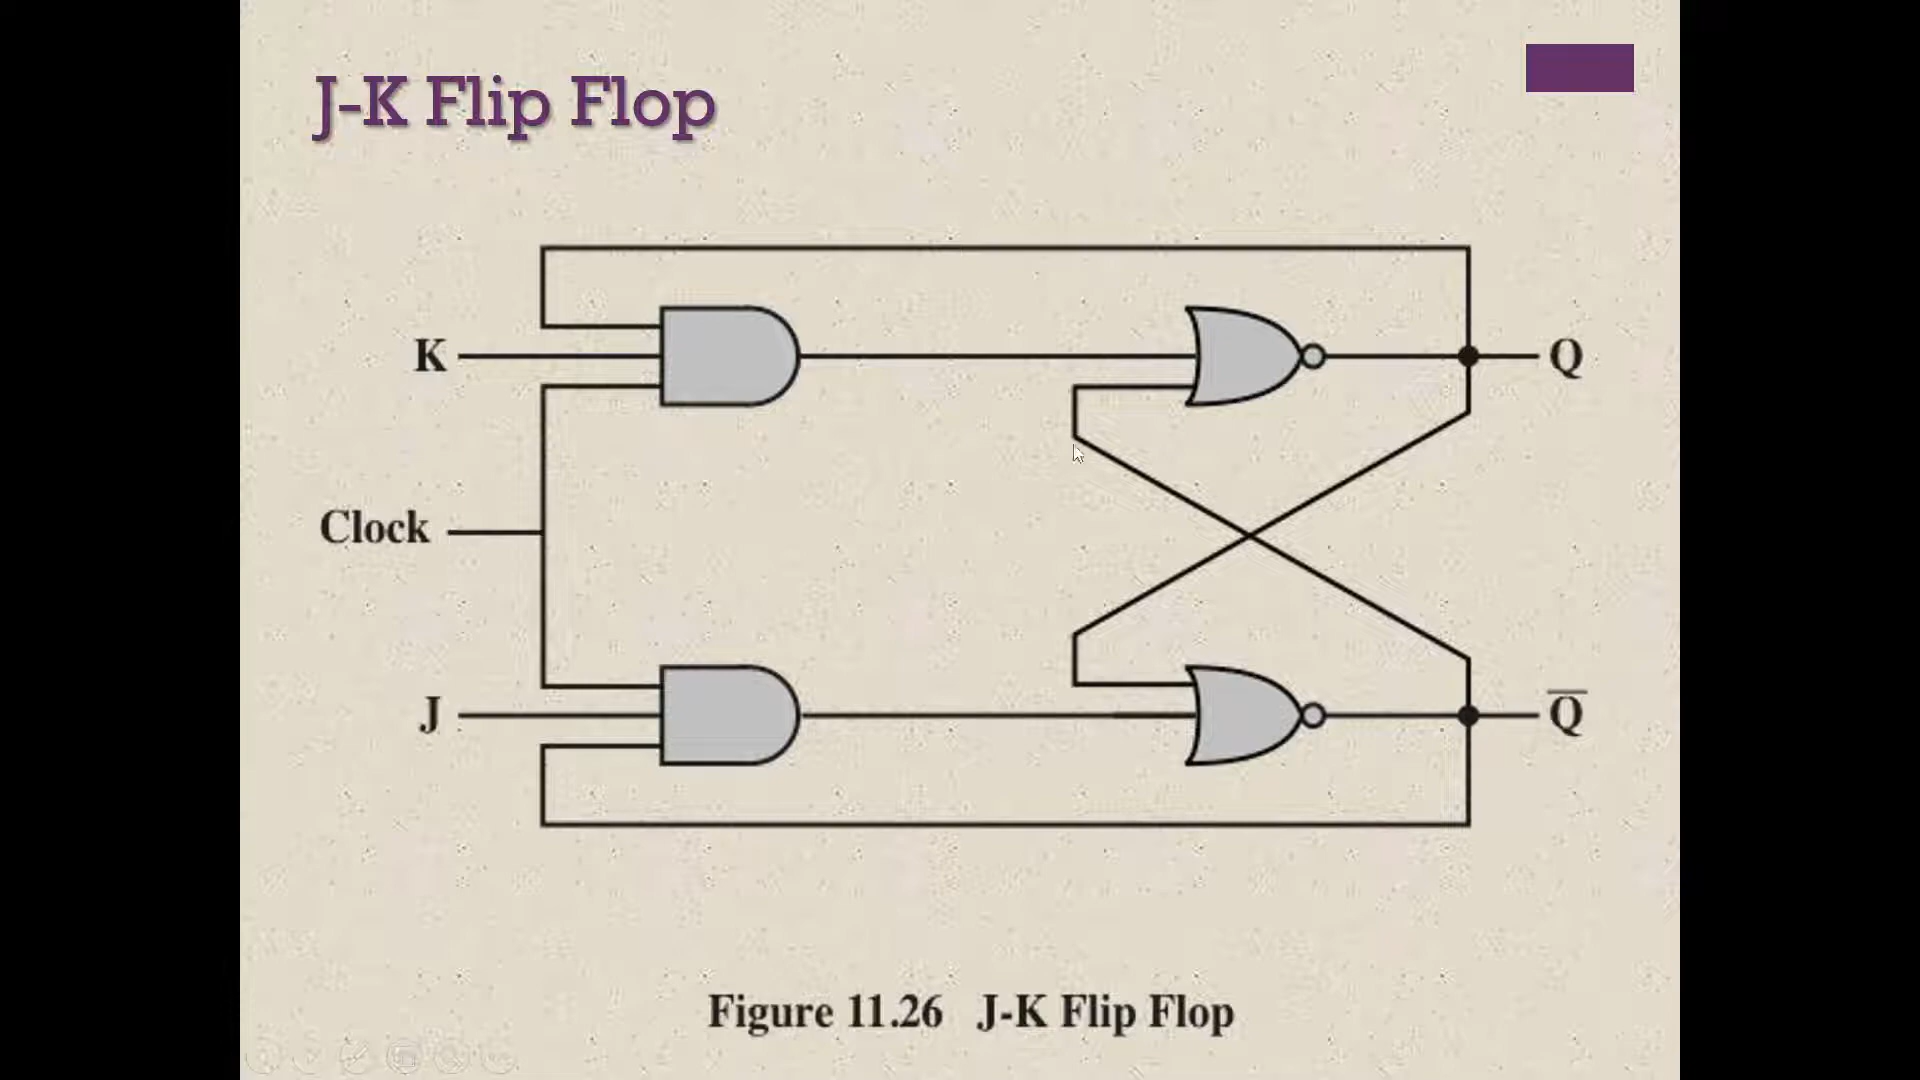 J-K Flip Flop
K
Q
Clock
J
Q̅
Figure 11.26 J-K Flip Flop